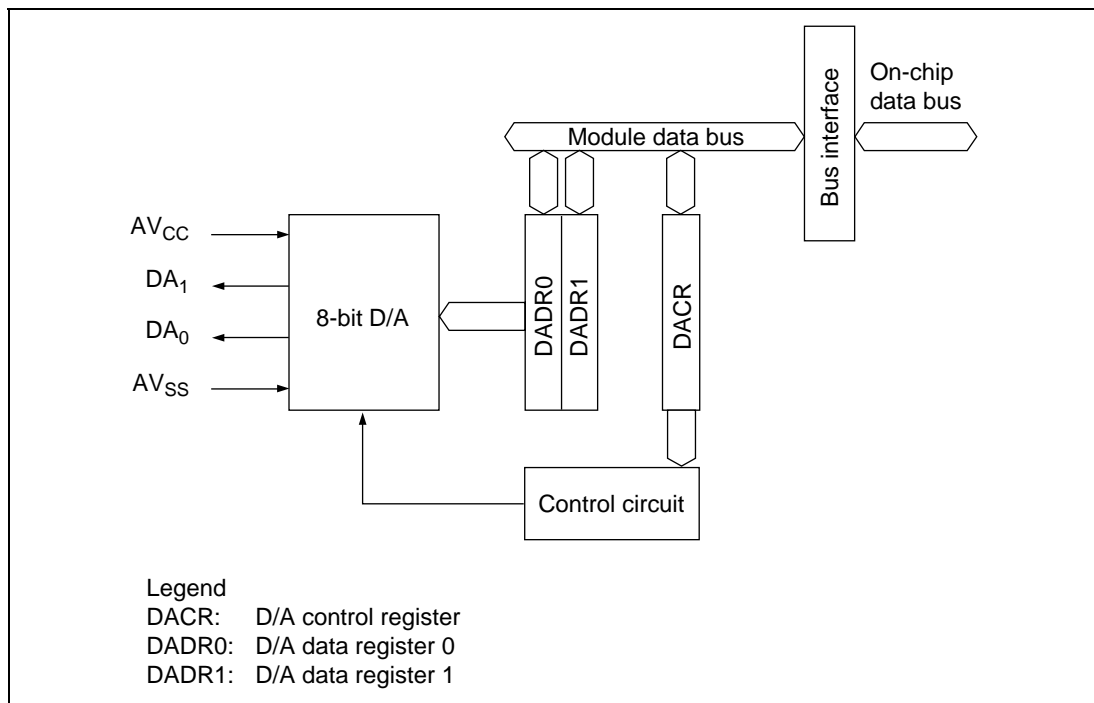 On-chip
data bus
Bus interface
Module data bus
AVCC
DA1
DA0
AVSS
8-bit D/A
DADR0
DADR1
DACR
Control circuit
Legend
DACR: D/A control register
DADR0: D/A data register 0
DADR1: D/A data register 1